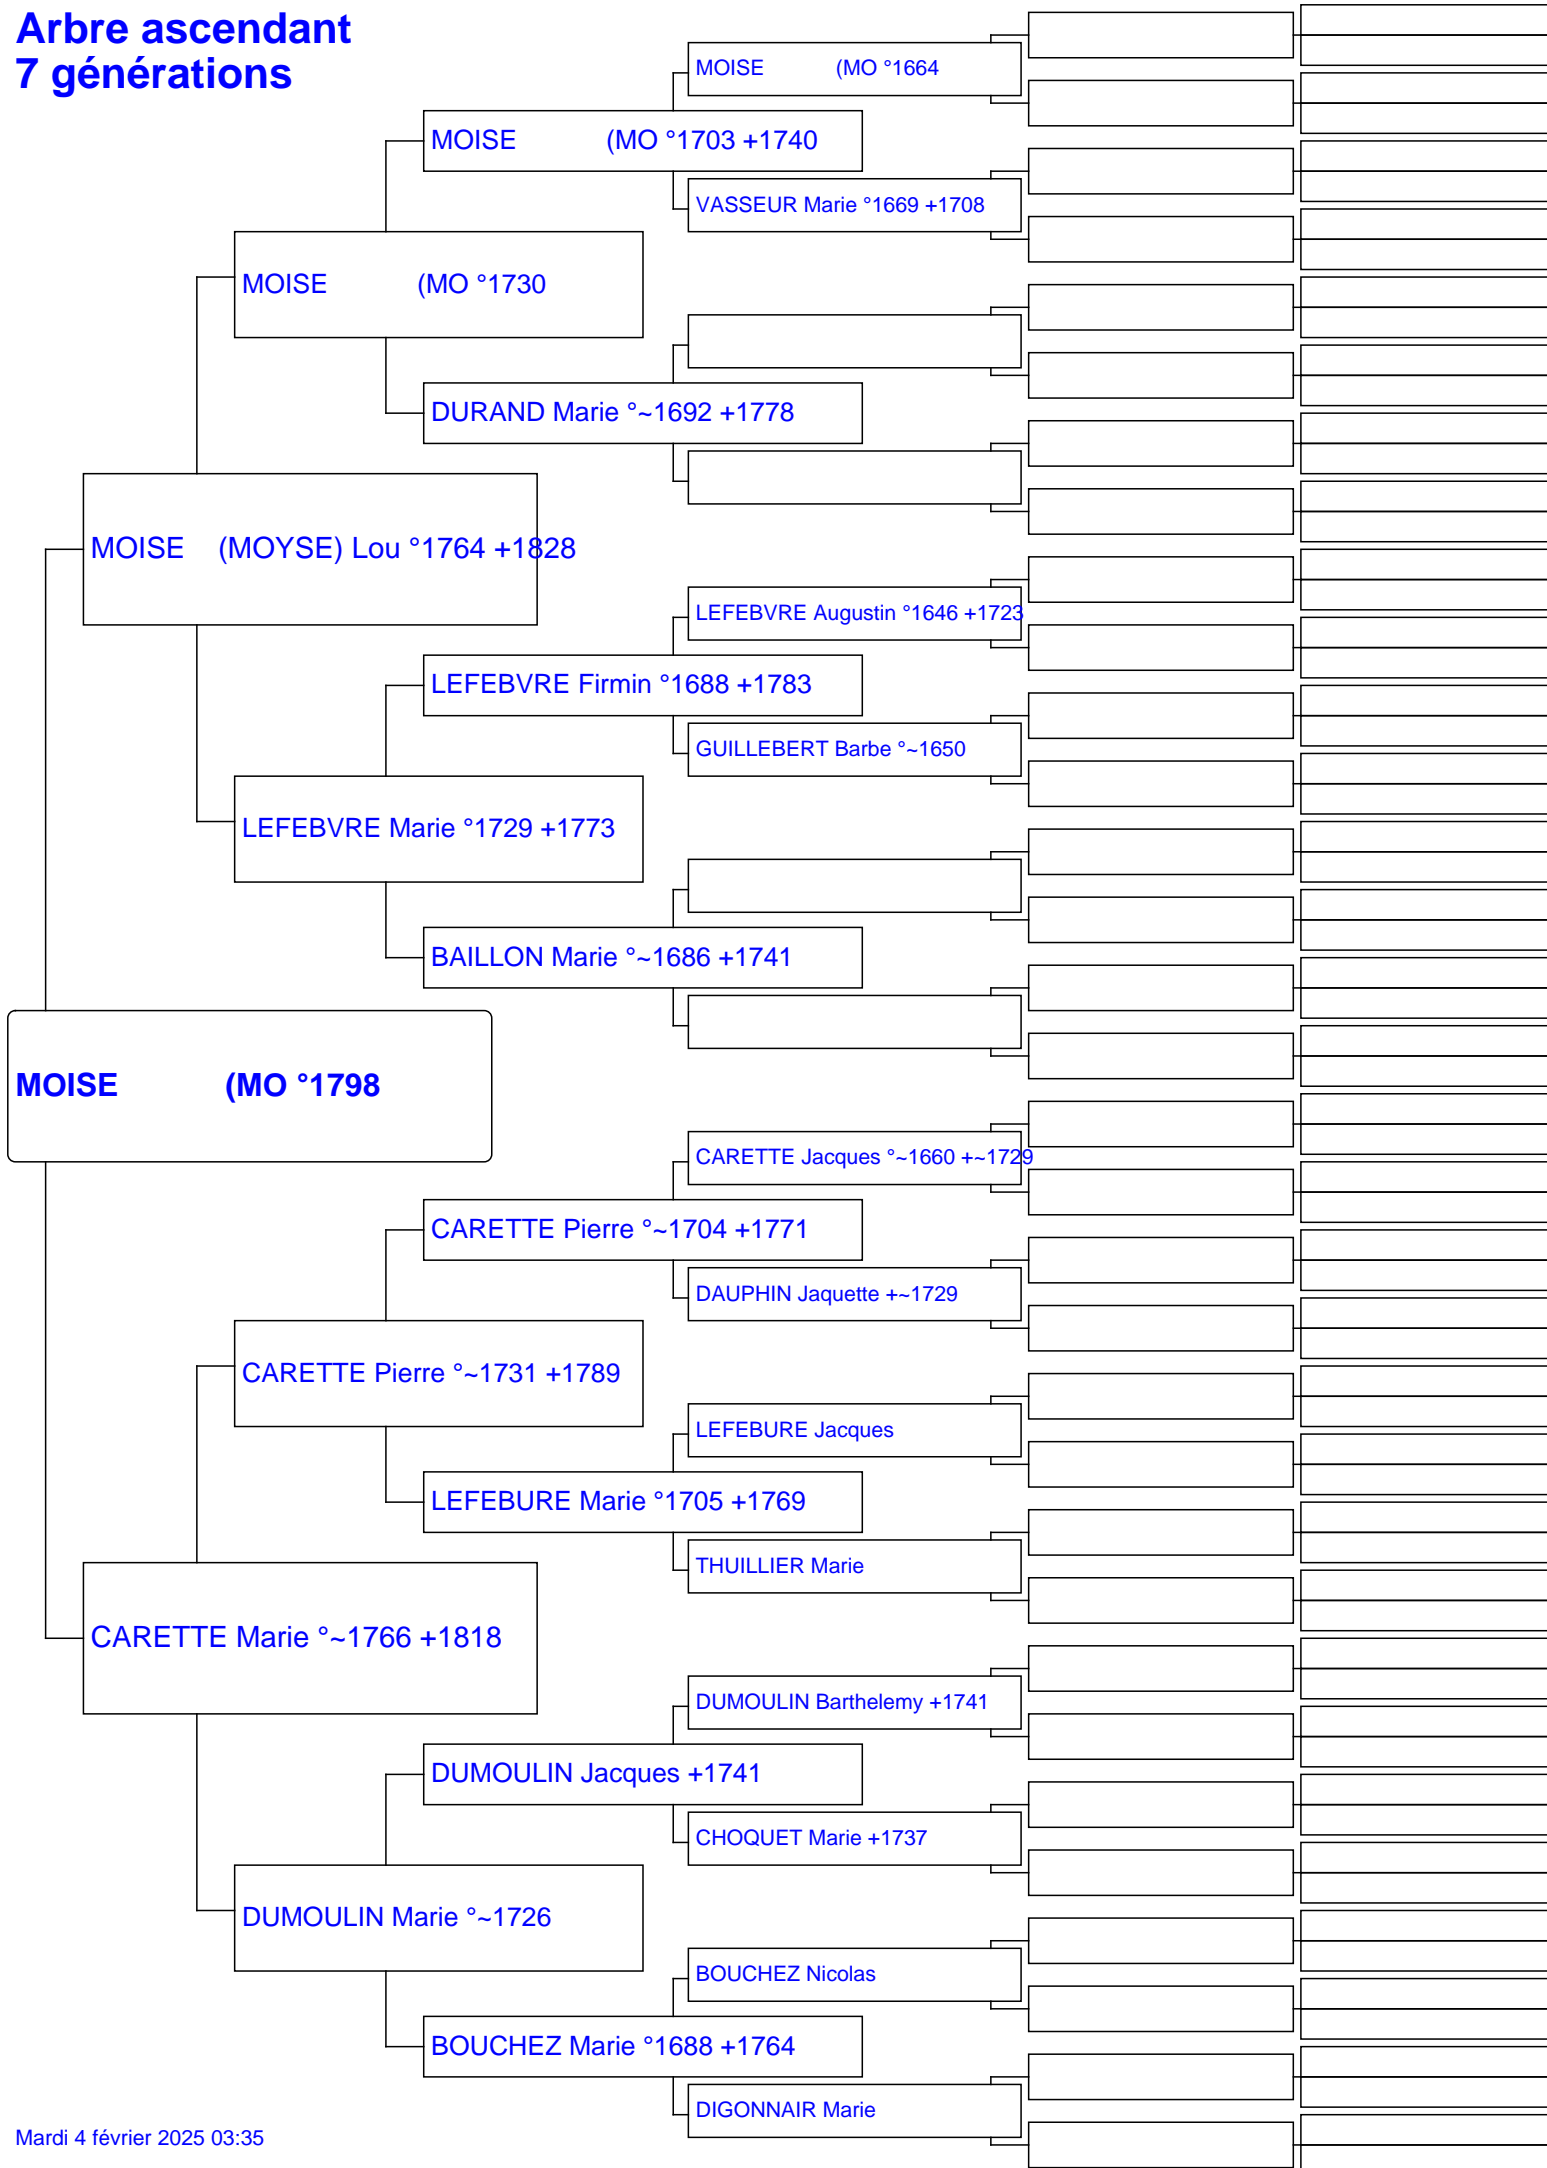 Arbre ascendant
7 générations
MOISE (MO °1664
MOISE (MO °1703 +1740
VASSEUR Marie °1669 +1708
MOISE (MO °1730
DURAND Marie °~1692 +1778
MOISE (MOYSE) Lou °1764 +1828
LEFEBVRE Augustin °1646 +1723
LEFEBVRE Firmin °1688 +1783
GUILLEBERT Barbe °~1650
LEFEBVRE Marie °1729 +1773
BAILLON Marie °~1686 +1741
MOISE (MO °1798
CARETTE Jacques °~1660 +~1729
CARETTE Pierre °~1704 +1771
DAUPHIN Jaquette +~1729
CARETTE Pierre °~1731 +1789
LEFEBURE Jacques
LEFEBURE Marie °1705 +1769
THUILLIER Marie
CARETTE Marie °~1766 +1818
DUMOULIN Barthelemy +1741
DUMOULIN Jacques +1741
CHOQUET Marie +1737
DUMOULIN Marie °~1726
BOUCHEZ Nicolas
BOUCHEZ Marie °1688 +1764
DIGONNAIR Marie
Mardi 4 février 2025 03:35